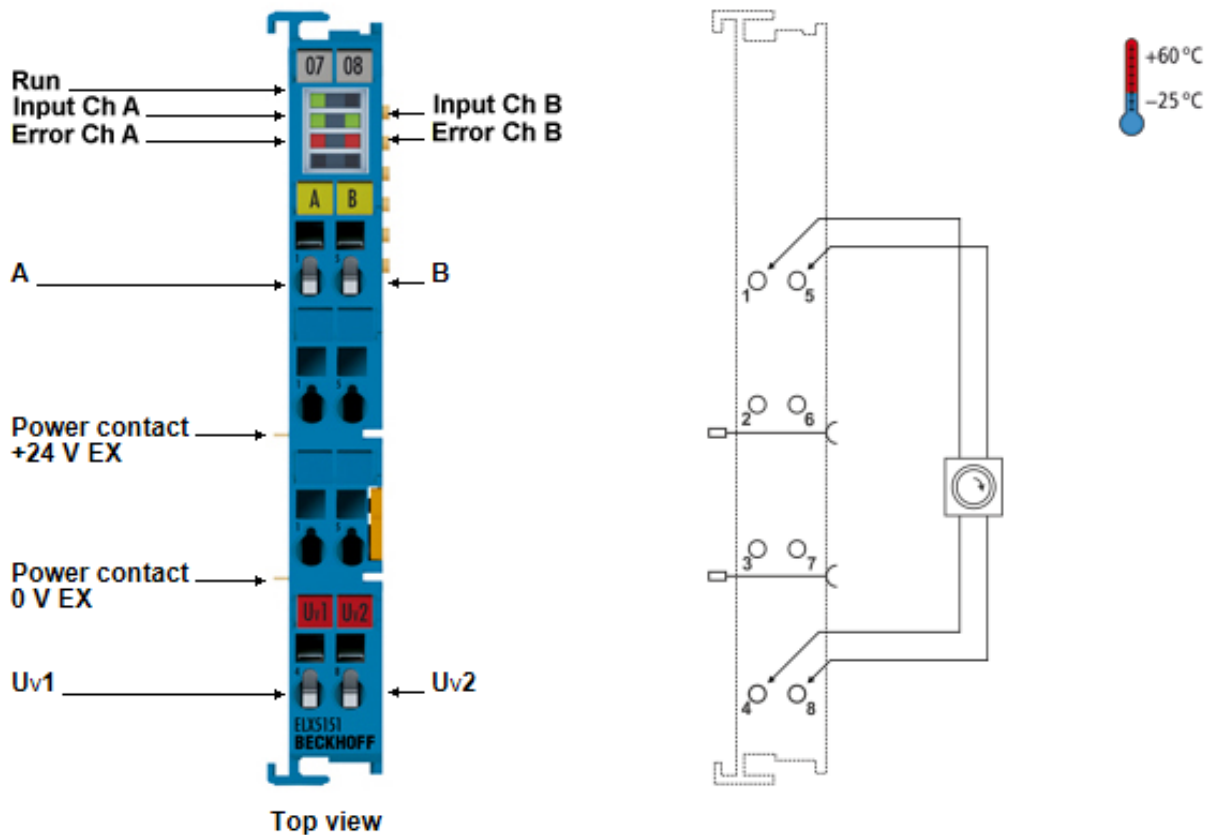 07 08
Run
Input Ch A
Error Ch A
Input Ch B
Error Ch B
A B
A
B
Power contact
+24 V EX
Power contact
0 V EX
Uv1 Uv2
Uv1
Uv2
ELX5151
BECKHOFF
Top view
+60 °C
−25 °C
1
5
2
6
3
7
4
8